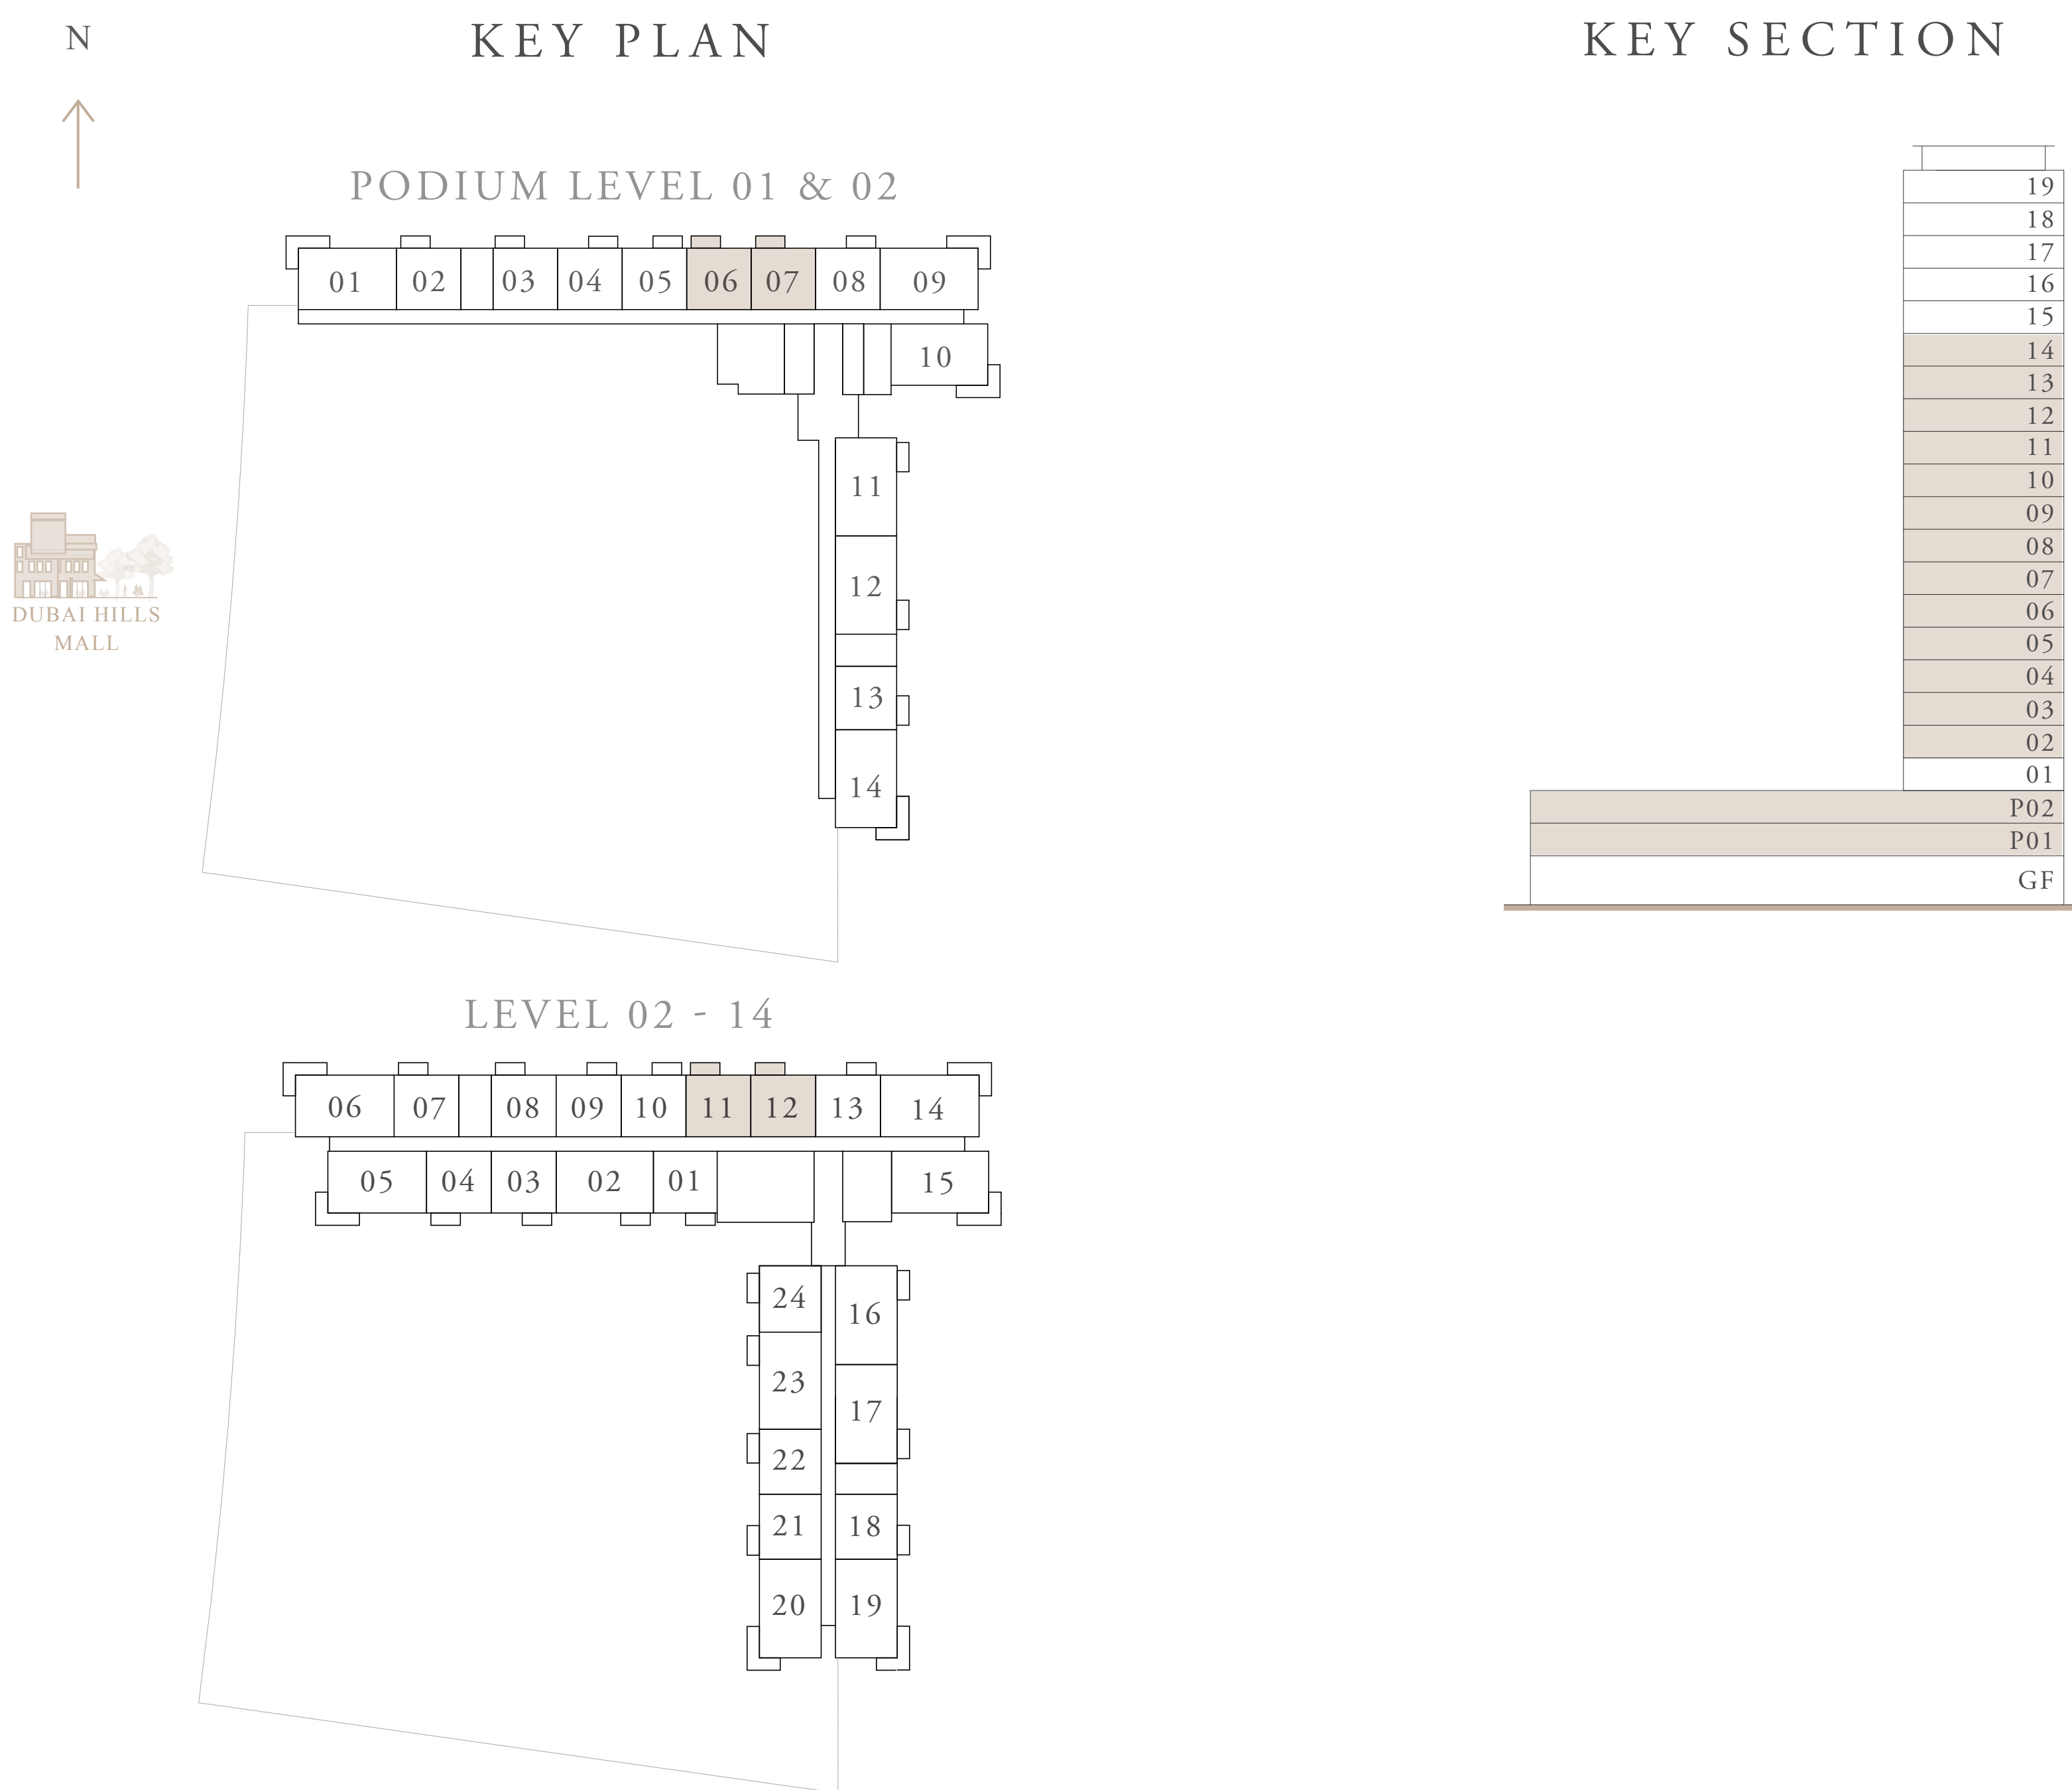 N
KEY PLAN
KEY SECTION
PODIUM LEVEL 01 & 02
01 02 03 04 05 06 07 08 09
10
11
12
13
14
DUBAI HILLS
MALL
19
18
17
16
15
14
13
12
11
10
09
08
07
06
05
04
03
02
01
P02
P01
GF
LEVEL 02 - 14
06 07 08 09 10 11 12 13 14
05 04 03 02 01 15
24 16
23 17
22
21 18
20 19